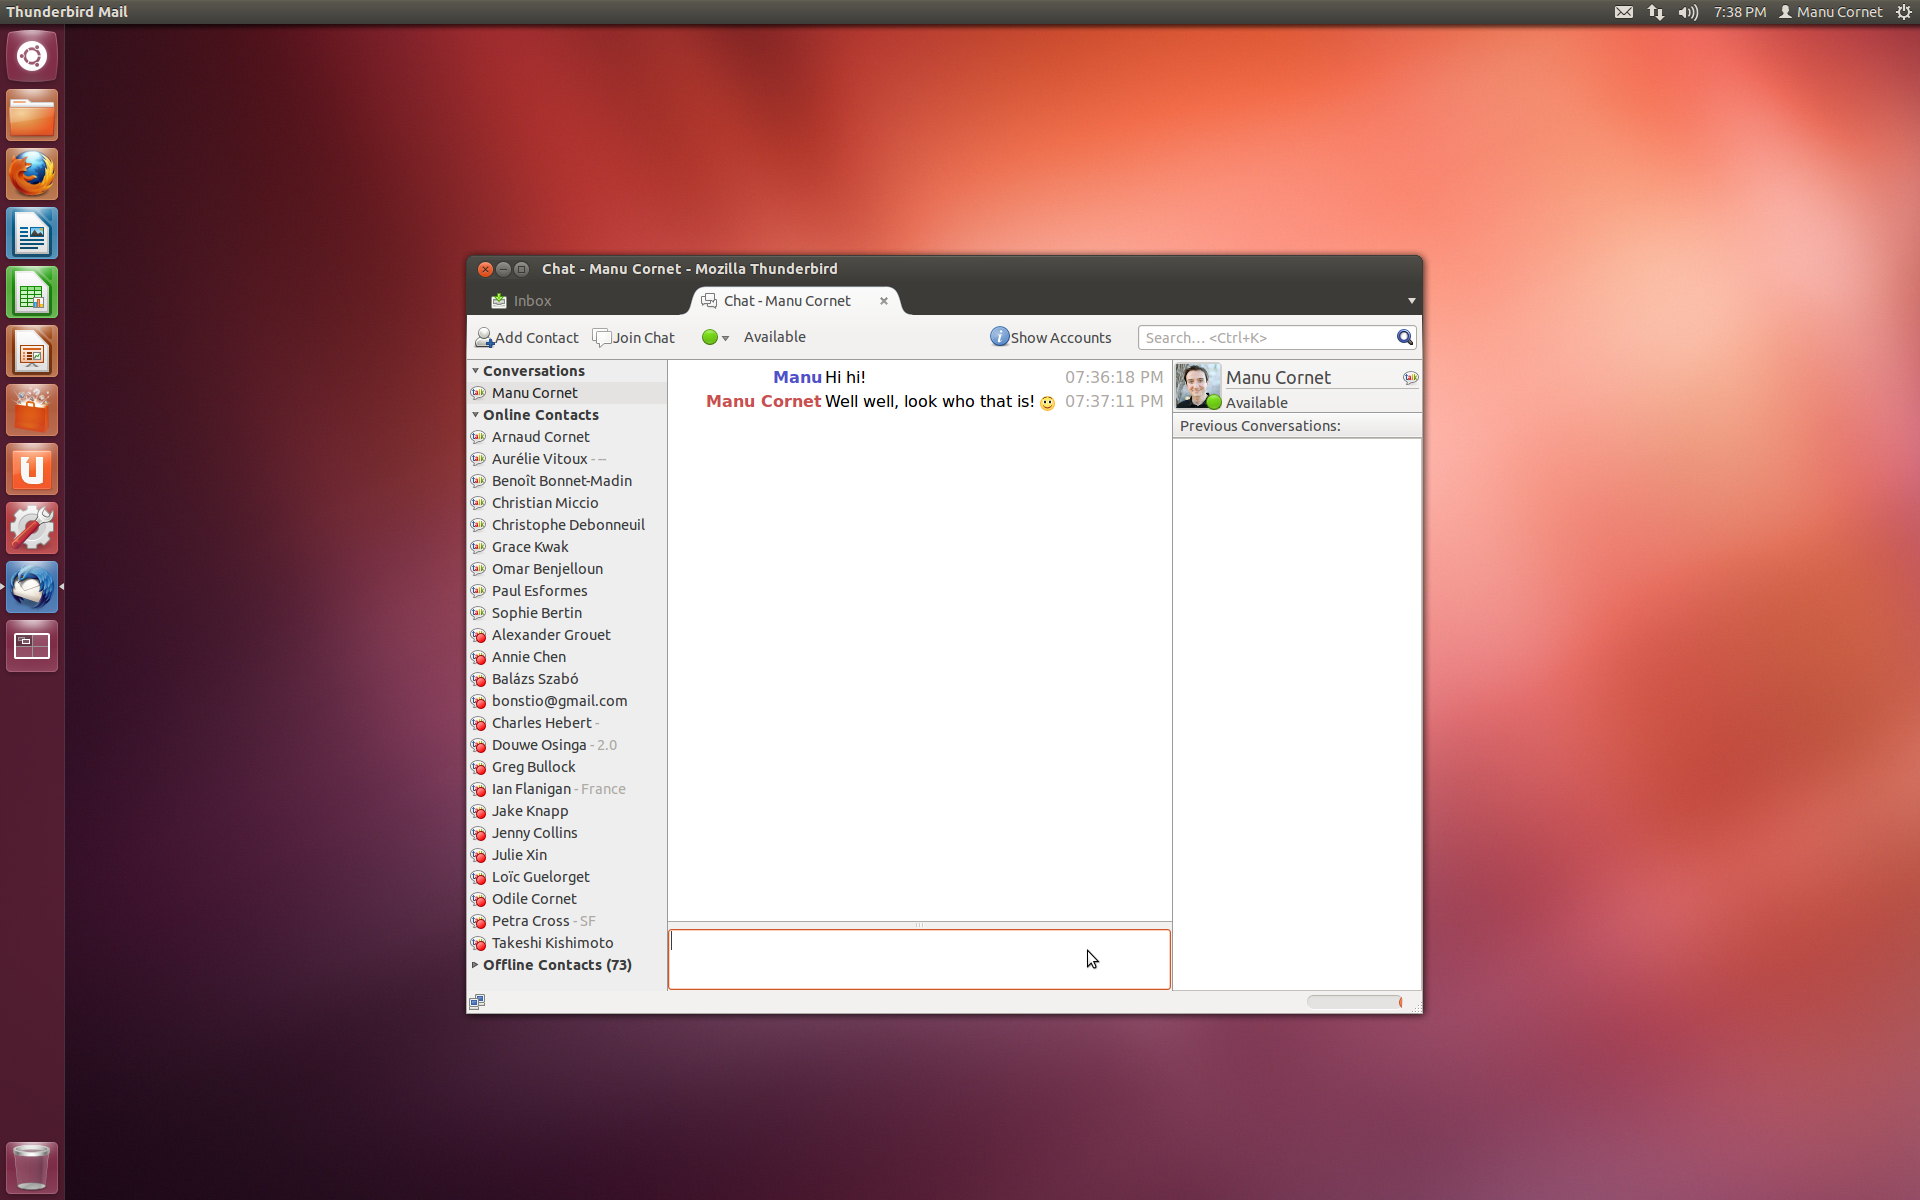 Thunderbird Mail
7:38 PM Manu Cornet
Chat - Manu Cornet - Mozilla Thunderbird
Inbox
Chat - Manu Cornet
Add Contact Join Chat Available Show Accounts Search... <Ctrl+K>
Conversations
Manu Cornet
Online Contacts
Arnaud Cornet
Aurélie Vitoux - --
Benoît Bonnet-Madin
Christian Miccio
Christophe Debonneuil
Grace Kwak
Omar Benjelloun
Paul Esformes
Sophie Bertin
Alexander Grouet
Annie Chen
Balázs Szabó
bonstio@gmail.com
Charles Hebert -
Douwe Osinga - 2.0
Greg Bullock
Ian Flanigan - France
Jake Knapp
Jenny Collins
Julie Xin
Loïc Guelorget
Odile Cornet
Petra Cross - SF
Takeshi Kishimoto
Offline Contacts (73)
Manu Hi hi! 07:36:18 PM
Manu Cornet Well well, look who that is! 07:37:11 PM
Manu Cornet
talk
Available
Previous Conversations: